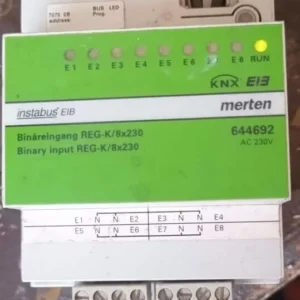 TOTE EB BUS LED
address: Prog.
E1 E2 E3 E4 E5 E6 E7 E8 RUN
KNX EIB
instabus EIB merten
Binäreingang REG-K/8x230 644692
Binary input REG-K/8x230 AC 230V
E1 N N E2 E3 N N E4
E5 N N E6 E7 N N E8